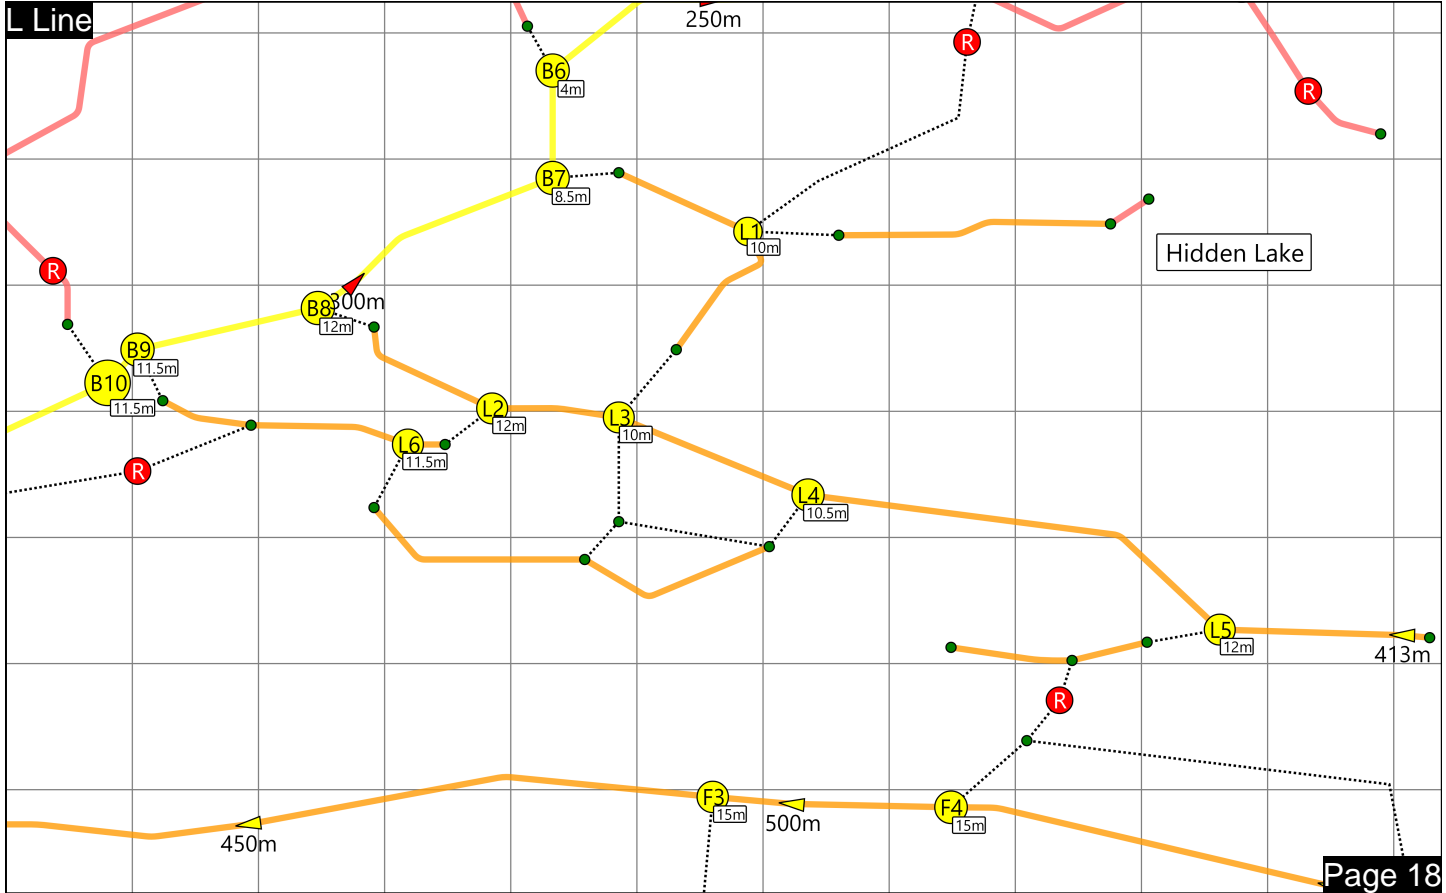 L Line
250m
R
B6
4m
R
B7
8.5m
L1
10m
Hidden Lake
R
300m
B8
12m
B9
11.5m
B10
11.5m
L2
12m
L3
10m
L6
11.5m
R
L4
10.5m
L5
12m
413m
R
F3
15m
500m
F4
15m
450m
Page 18